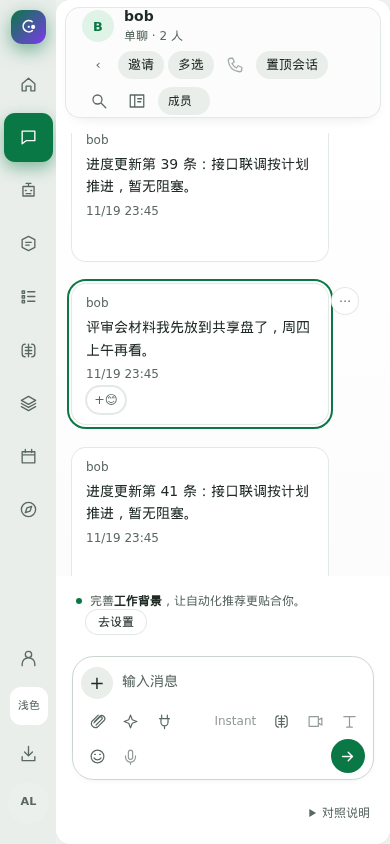 bob
单聊 · 2 人
邀请
多选
置顶会话
成员
bob
进度更新第 39 条：接口联调按计划
推进，暂无阻塞。
11/19 23:45
bob
评审会材料我先放到共享盘了，周四
上午再看。
11/19 23:45
+😊
bob
进度更新第 41 条：接口联调按计划
推进，暂无阻塞。
11/19 23:45
完善工作背景，让自动化推荐更贴合你。
去设置
输入消息
Instant
浅色
AL
▶ 对照说明